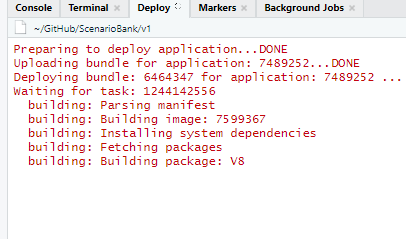 Console Terminal × Deploy × Markers × Background Jobs ×
~/GitHub/ScenarioBank/v1
Preparing to deploy application...DONE
Uploading bundle for application: 7489252...DONE
Deploying bundle: 6464347 for application: 7489252 ...
Waiting for task: 1244142556
  building: Parsing manifest
  building: Building image: 7599367
  building: Installing system dependencies
  building: Fetching packages
  building: Building package: V8